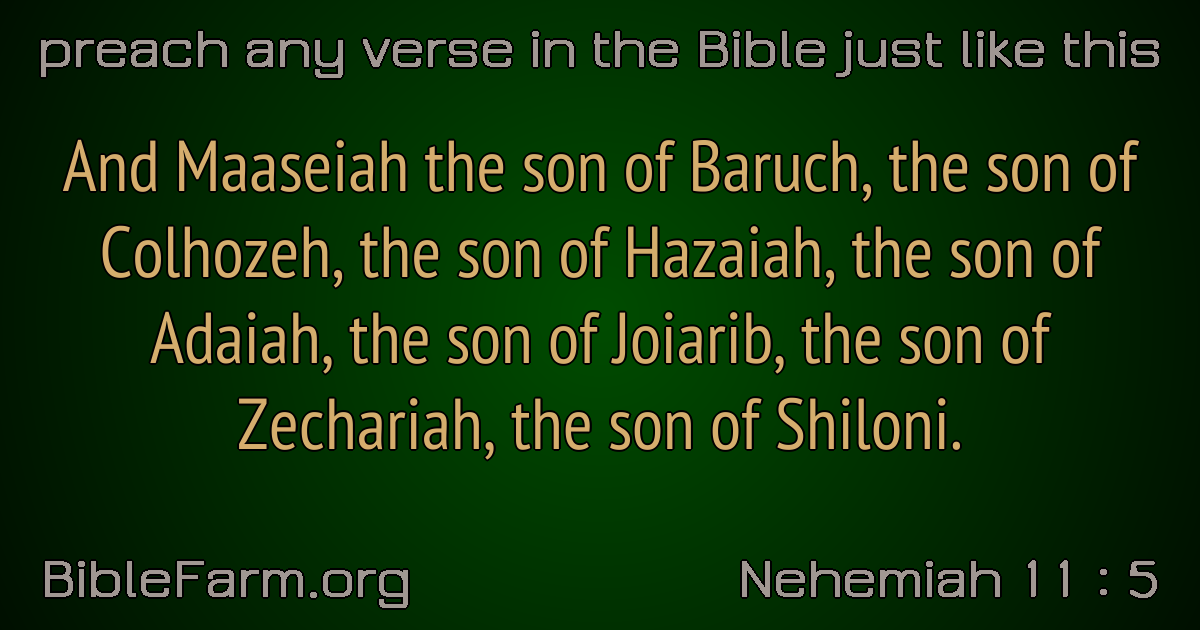 preach any verse in the Bible just like this
And Maaseiah the son of Baruch, the son of
Colhozeh, the son of Hazaiah, the son of
Adaiah, the son of Joiarib, the son of
Zechariah, the son of Shiloni.
BibleFarm.org
Nehemiah 11 : 5